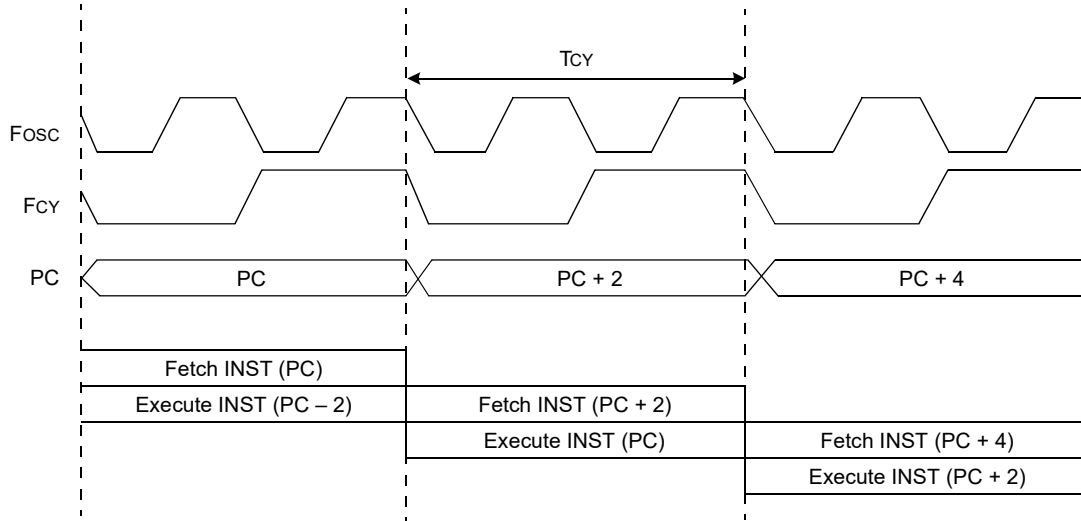 TCY
FOSC
FCY
PC PC PC + 2 PC + 4
Fetch INST (PC)
Execute INST (PC – 2) Fetch INST (PC + 2)
Execute INST (PC) Fetch INST (PC + 4)
Execute INST (PC + 2)